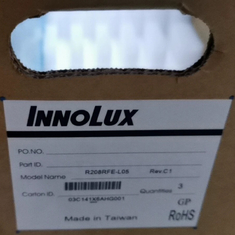 INNOLUX
PO.NO.
Part ID.
Model Name R208RFE-L05 Rev.C1
Carton ID Quantities 3
GP
Made in Taiwan RoHS